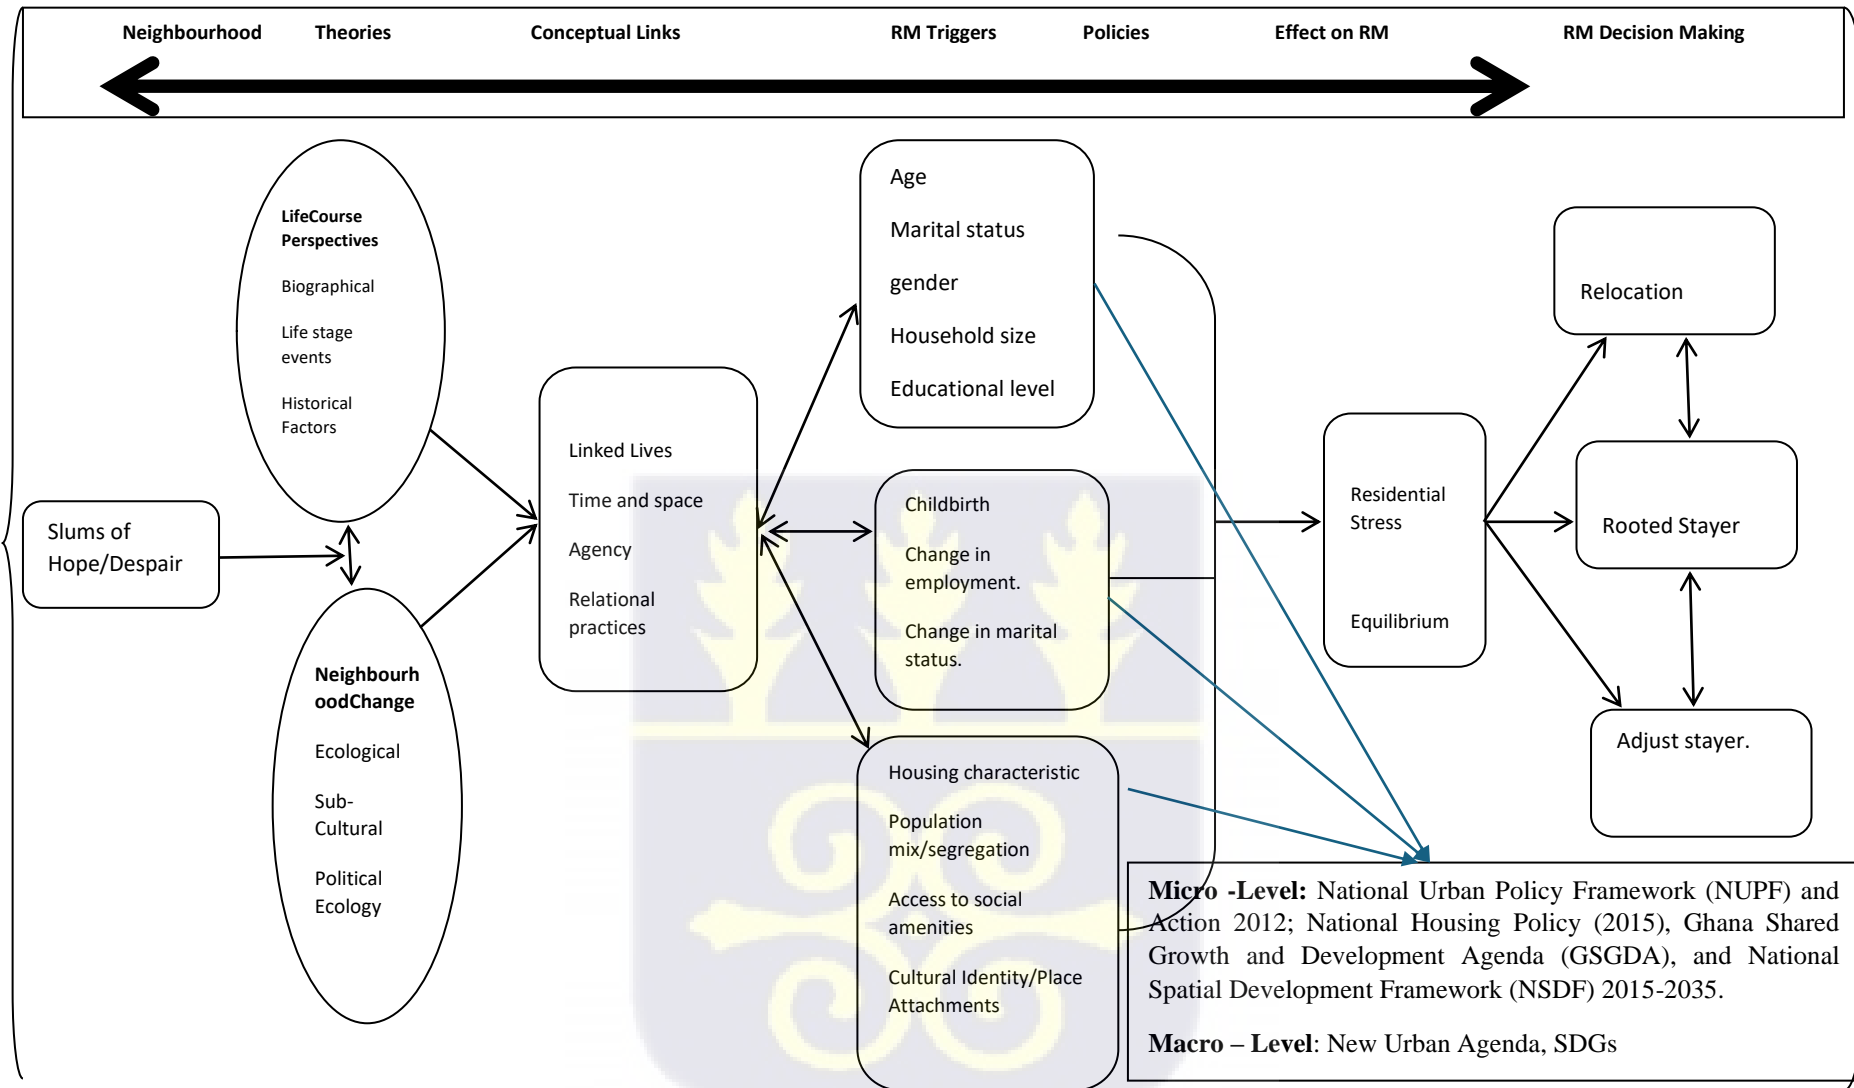 Neighbourhood Theories Conceptual Links RM Triggers Policies Effect on RM RM Decision Making
Slums of
Hope/Despair
LifeCourse
Perspectives
Biographical
Life stage
events
Historical
Factors
Neighbourh
oodChange
Ecological
Sub-
Cultural
Political
Ecology
Linked Lives
Time and space
Agency
Relational
practices
Age
Marital status
gender
Household size
Educational level
Childbirth
Change in
employment.
Change in marital
status.
Housing characteristic
Population
mix/segregation
Access to social
amenities
Cultural Identity/Place
Attachments
Residential
Stress
Equilibrium
Relocation
Rooted Stayer
Adjust stayer.
Micro -Level: National Urban Policy Framework (NUPF) and
Action 2012; National Housing Policy (2015), Ghana Shared
Growth and Development Agenda (GSGDA), and National
Spatial Development Framework (NSDF) 2015-2035.
Macro – Level: New Urban Agenda, SDGs